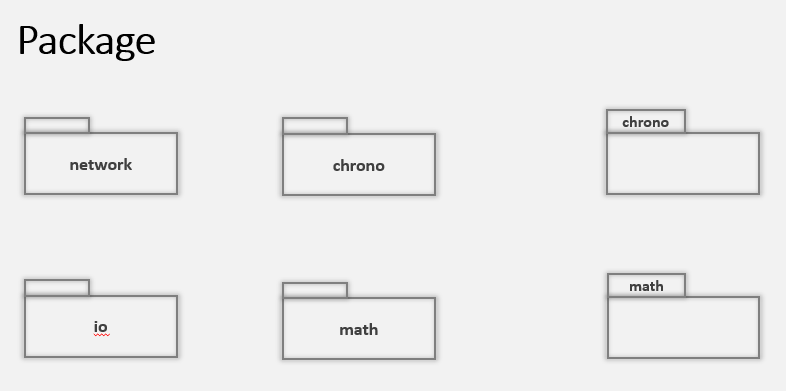 Package
network
chrono
chrono
io
math
math